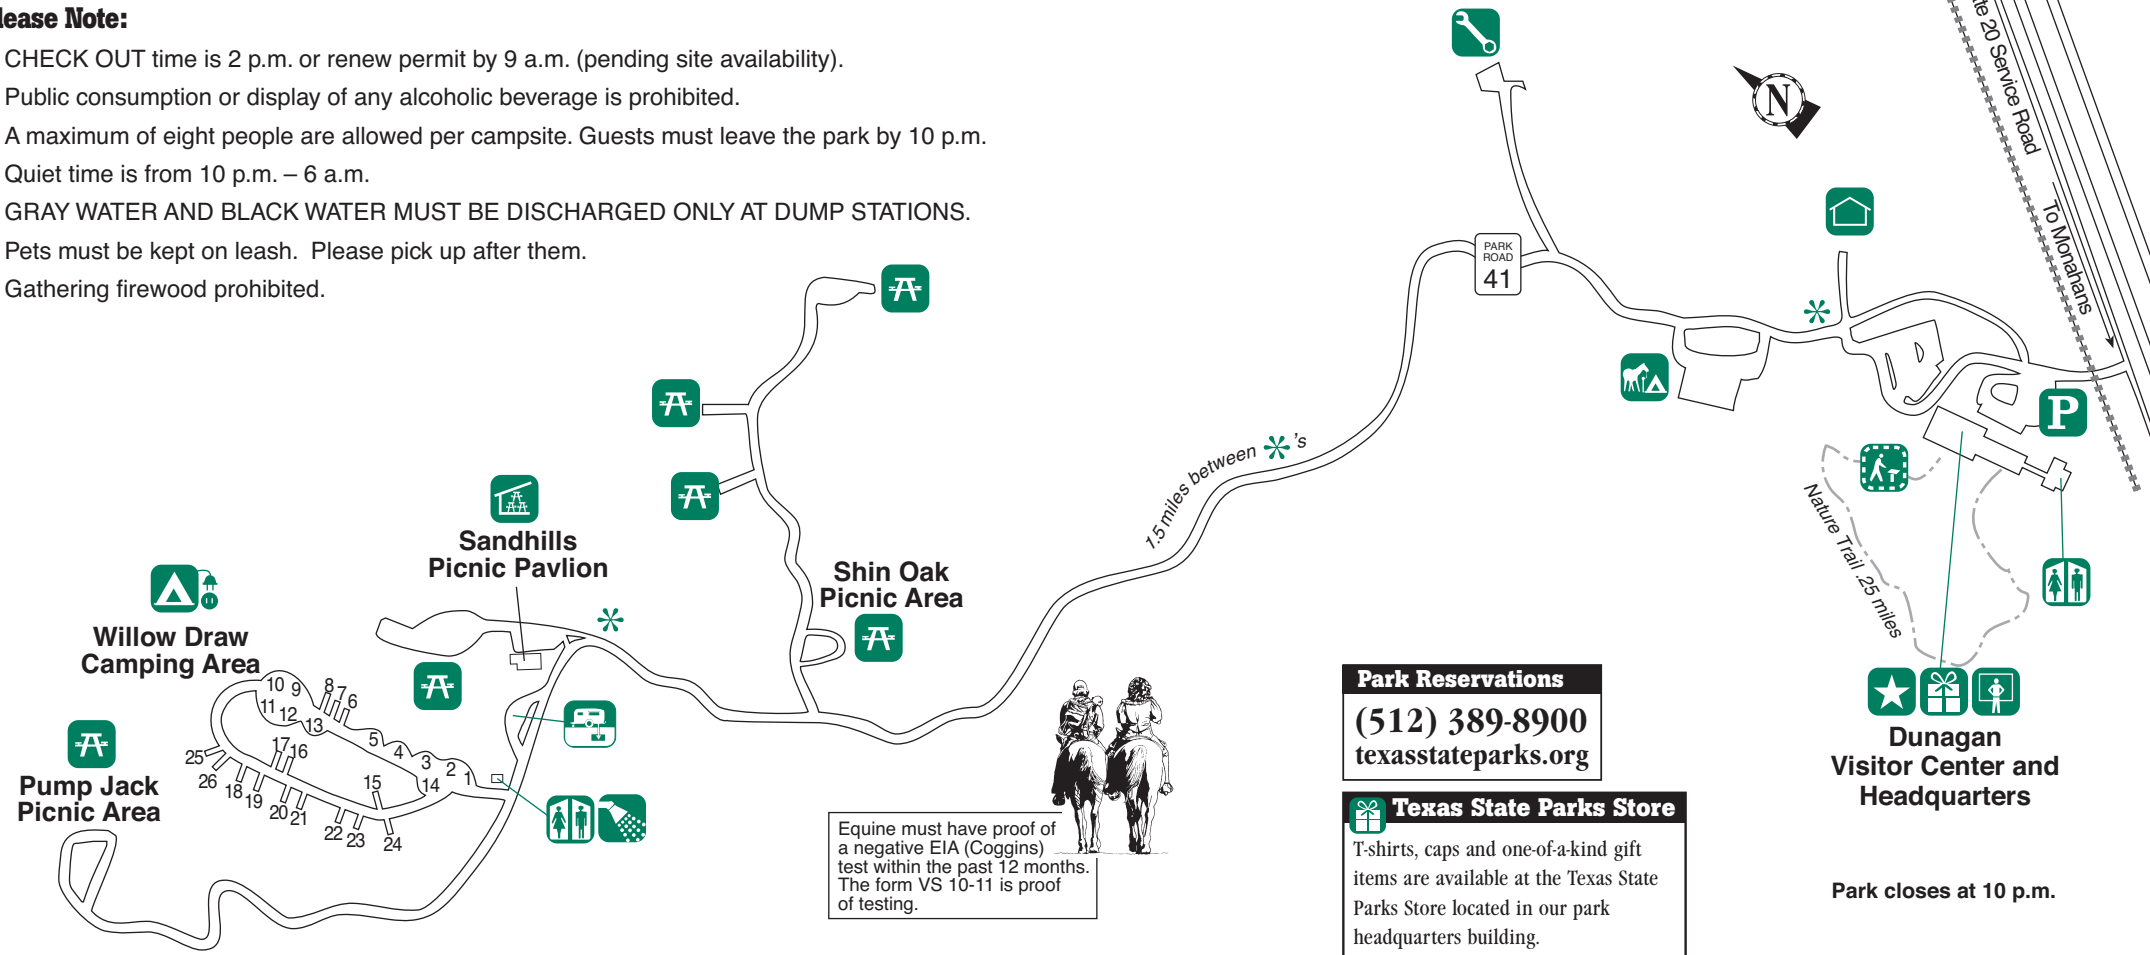 lease Note:
CHECK OUT time is 2 p.m. or renew permit by 9 a.m. (pending site availability).
Public consumption or display of any alcoholic beverage is prohibited.
A maximum of eight people are allowed per campsite. Guests must leave the park by 10 p.m.
Quiet time is from 10 p.m. – 6 a.m.
GRAY WATER AND BLACK WATER MUST BE DISCHARGED ONLY AT DUMP STATIONS.
Pets must be kept on leash. Please pick up after them.
Gathering firewood prohibited.
N
te 20 Service Road
To Monahans
PARK
ROAD
41
P
1.5 miles between *'s
Nature Trail .25 miles
Sandhills
Picnic Pavlion
Shin Oak
Picnic Area
Willow Draw
Camping Area
Pump Jack
Picnic Area
10
9
8
7
6
11
12
13
5
4
3
2
1
17
16
15
14
25
26
18
19
20
21
22
23
24
Equine must have proof of
a negative EIA (Coggins)
test within the past 12 months.
The form VS 10-11 is proof
of testing.
Park Reservations
(512) 389-8900
texasstateparks.org
Texas State Parks Store
T-shirts, caps and one-of-a-kind gift
items are available at the Texas State
Parks Store located in our park
headquarters building.
Dunagan
Visitor Center and
Headquarters
Park closes at 10 p.m.